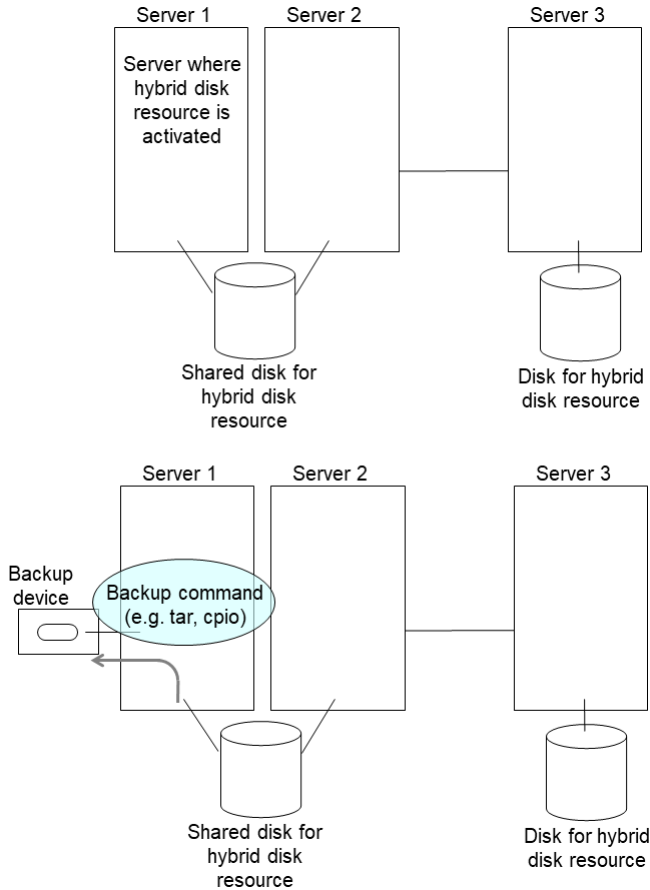 Server 1
Server 2
Server 3
Server where
hybrid disk
resource is
activated
Shared disk for
hybrid disk
resource
Disk for hybrid
disk resource
Server 1
Server 2
Server 3
Backup
device
Backup command
(e.g. tar, cpio)
Shared disk for
hybrid disk
resource
Disk for hybrid
disk resource